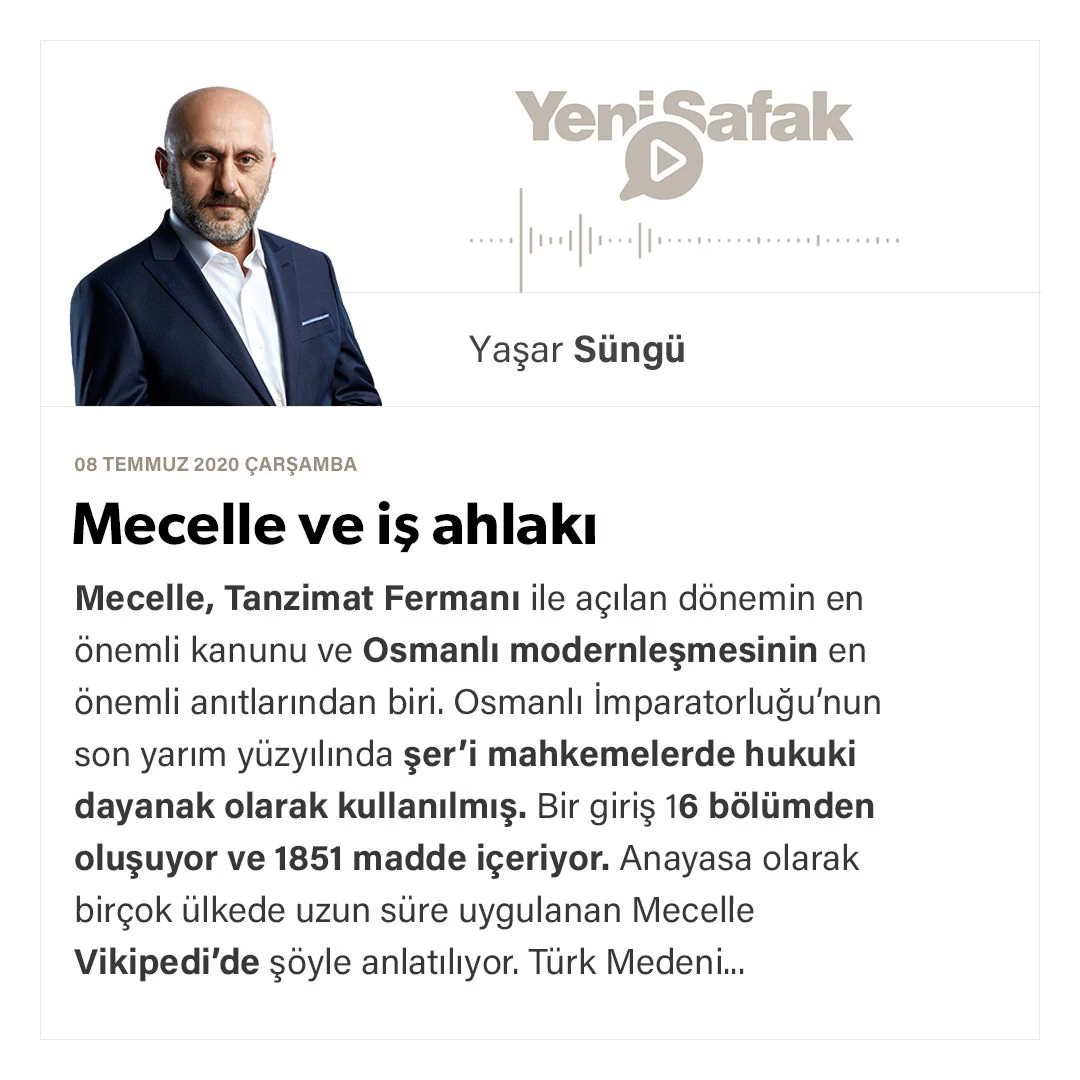 YeniŞafak
Yaşar Süngü
08 TEMMUZ 2020 ÇARŞAMBA
Mecelle ve iş ahlakı
Mecelle, Tanzimat Fermanı ile açılan dönemin en
önemli kanunu ve Osmanlı modernleşmesinin en
önemli anıtlarından biri. Osmanlı İmparatorluğu’nun
son yarım yüzyılında şer’i mahkemelerde hukuki
dayanak olarak kullanılmış. Bir giriş 16 bölümden
oluşuyor ve 1851 madde içeriyor. Anayasa olarak
birçok ülkede uzun süre uygulanan Mecelle
Vikipedi’de şöyle anlatılıyor. Türk Medeni...